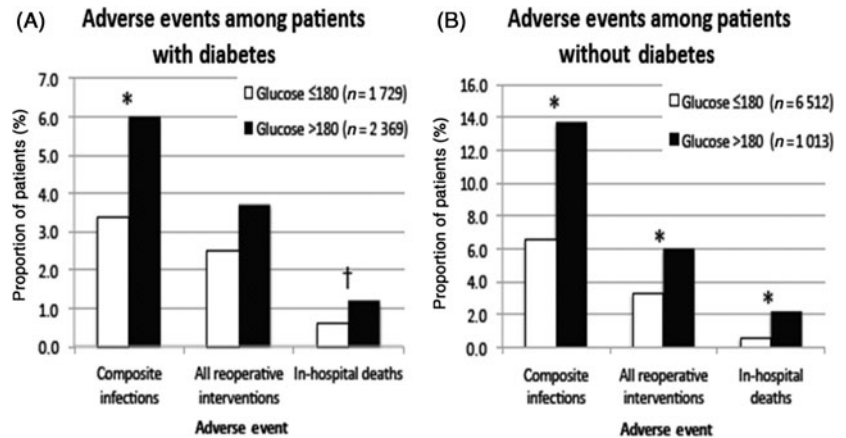 (A)
Adverse events among patients
with diabetes
Proportion of patients (%)
7.0
6.0
5.0
4.0
3.0
2.0
1.0
0.0
*
†
Glucose ≤180 (n = 1 729)
Glucose >180 (n = 2 369)
Composite
infections
All reoperative
interventions
In-hospital deaths
Adverse event
(B)
Adverse events among patients
without diabetes
Proportion of patients (%)
16.0
14.0
12.0
10.0
8.0
6.0
4.0
2.0
0.0
*
*
*
Glucose ≤180 (n = 6 512)
Glucose >180 (n = 1 013)
Composite
infections
All reoperative
interventions
In-hospital
deaths
Adverse event